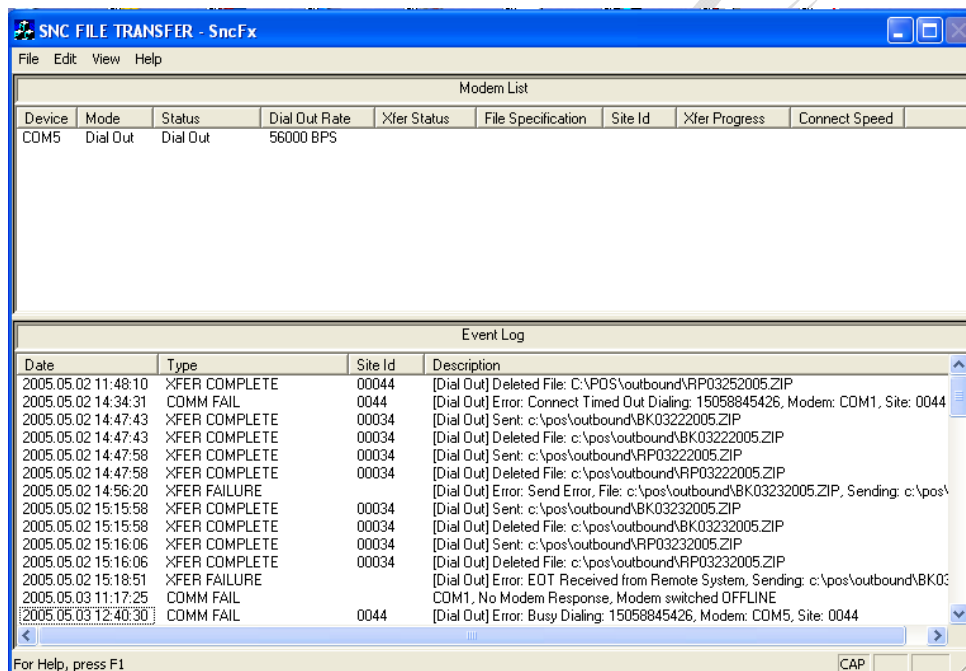 SNC FILE TRANSFER - SncFx
File Edit View Help
Modem List
Device Mode Status Dial Out Rate Xfer Status File Specification Site Id Xfer Progress Connect Speed
COM5 Dial Out Dial Out 56000 BPS
Event Log
Date Type Site Id Description
2005.05.02 11:48:10 XFER COMPLETE 00044 [Dial Out] Deleted File: C:\POS\outbound\RP03252005.ZIP
2005.05.02 14:34:31 COMM FAIL 0044 [Dial Out] Error: Connect Timed Out Dialing: 15058845426, Modem: COM1, Site: 0044
2005.05.02 14:47:43 XFER COMPLETE 00034 [Dial Out] Sent: c:\pos\outbound\BK03222005.ZIP
2005.05.02 14:47:43 XFER COMPLETE 00034 [Dial Out] Deleted File: c:\pos\outbound\BK03222005.ZIP
2005.05.02 14:47:58 XFER COMPLETE 00034 [Dial Out] Sent: c:\pos\outbound\RP03222005.ZIP
2005.05.02 14:47:58 XFER COMPLETE 00034 [Dial Out] Deleted File: c:\pos\outbound\RP03222005.ZIP
2005.05.02 14:56:20 XFER FAILURE [Dial Out] Error: Send Error, File: c:\pos\outbound\BK03232005.ZIP, Sending: c:\pos\
2005.05.02 15:15:58 XFER COMPLETE 00034 [Dial Out] Sent: c:\pos\outbound\BK03232005.ZIP
2005.05.02 15:15:58 XFER COMPLETE 00034 [Dial Out] Deleted File: c:\pos\outbound\BK03232005.ZIP
2005.05.02 15:16:06 XFER COMPLETE 00034 [Dial Out] Sent: c:\pos\outbound\RP03232005.ZIP
2005.05.02 15:16:06 XFER COMPLETE 00034 [Dial Out] Deleted File: c:\pos\outbound\RP03232005.ZIP
2005.05.02 15:18:51 XFER FAILURE [Dial Out] Error: EOT Received from Remote System, Sending: c:\pos\outbound\BK03
2005.05.03 11:17:25 COMM FAIL COM1, No Modem Response, Modem switched OFFLINE
2005.05.03 12:40:30 COMM FAIL 0044 [Dial Out] Error: Busy Dialing: 15058845426, Modem: COM5, Site: 0044
For Help, press F1 CAP